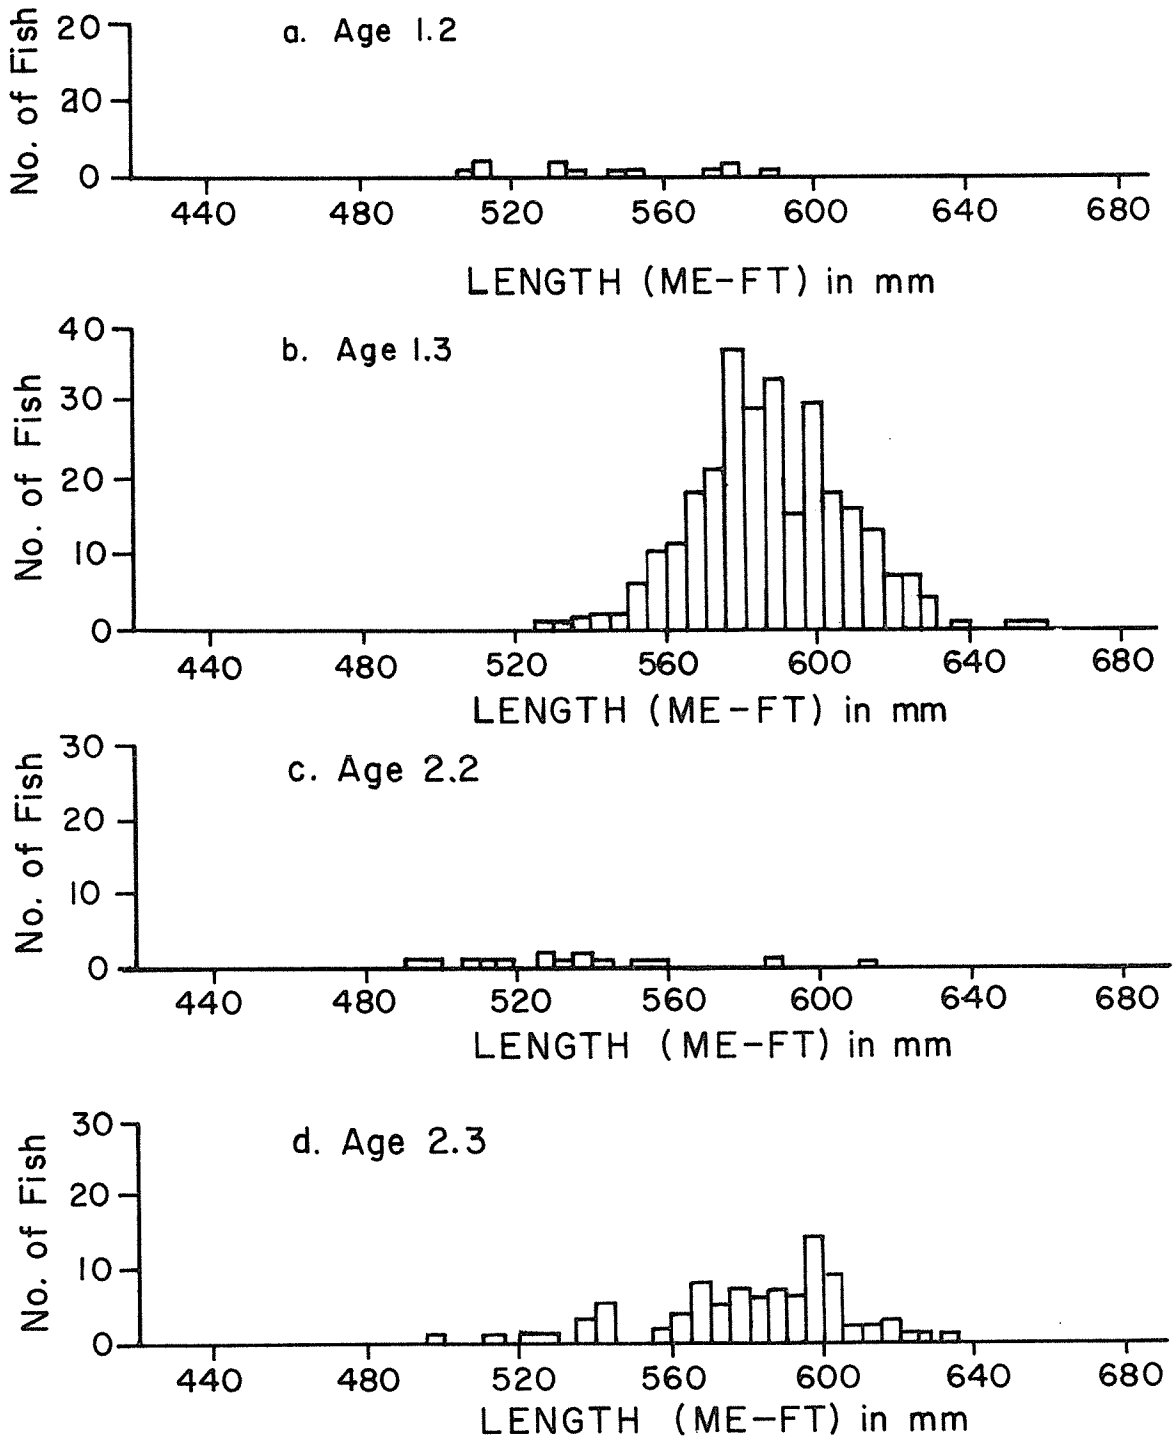 a. Age 1.2
No. of Fish
20
20
0
440 480 520 560 600 640 680
LENGTH (ME-FT) in mm
b. Age 1.3
No. of Fish
40
30
20
10
0
440 480 520 560 600 640 680
LENGTH (ME-FT) in mm
c. Age 2.2
No. of Fish
30
20
10
0
440 480 520 560 600 640 680
LENGTH (ME-FT) in mm
d. Age 2.3
No. of Fish
30
20
10
0
440 480 520 560 600 640 680
LENGTH (ME-FT) in mm